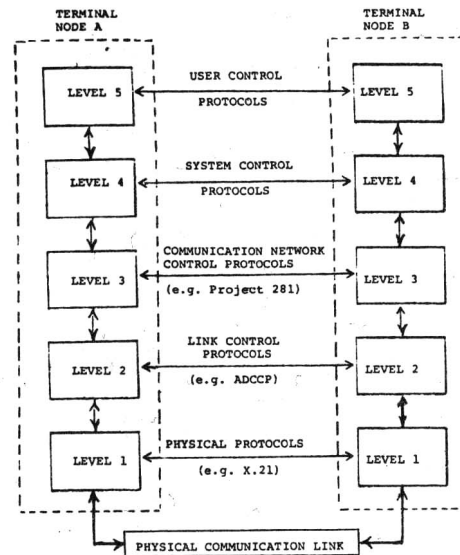 TERMINAL
NODE A
TERMINAL
NODE B
LEVEL 5
USER CONTROL
PROTOCOLS
LEVEL 5
LEVEL 4
SYSTEM CONTROL
PROTOCOLS
LEVEL 4
LEVEL 3
COMMUNICATION NETWORK
CONTROL PROTOCOLS
(e.g. Project 281)
LEVEL 3
LEVEL 2
LINK CONTROL
PROTOCOLS
(e.g. ADCCP)
LEVEL 2
LEVEL 1
PHYSICAL PROTOCOLS
(e.g. X.21)
LEVEL 1
PHYSICAL COMMUNICATION LINK